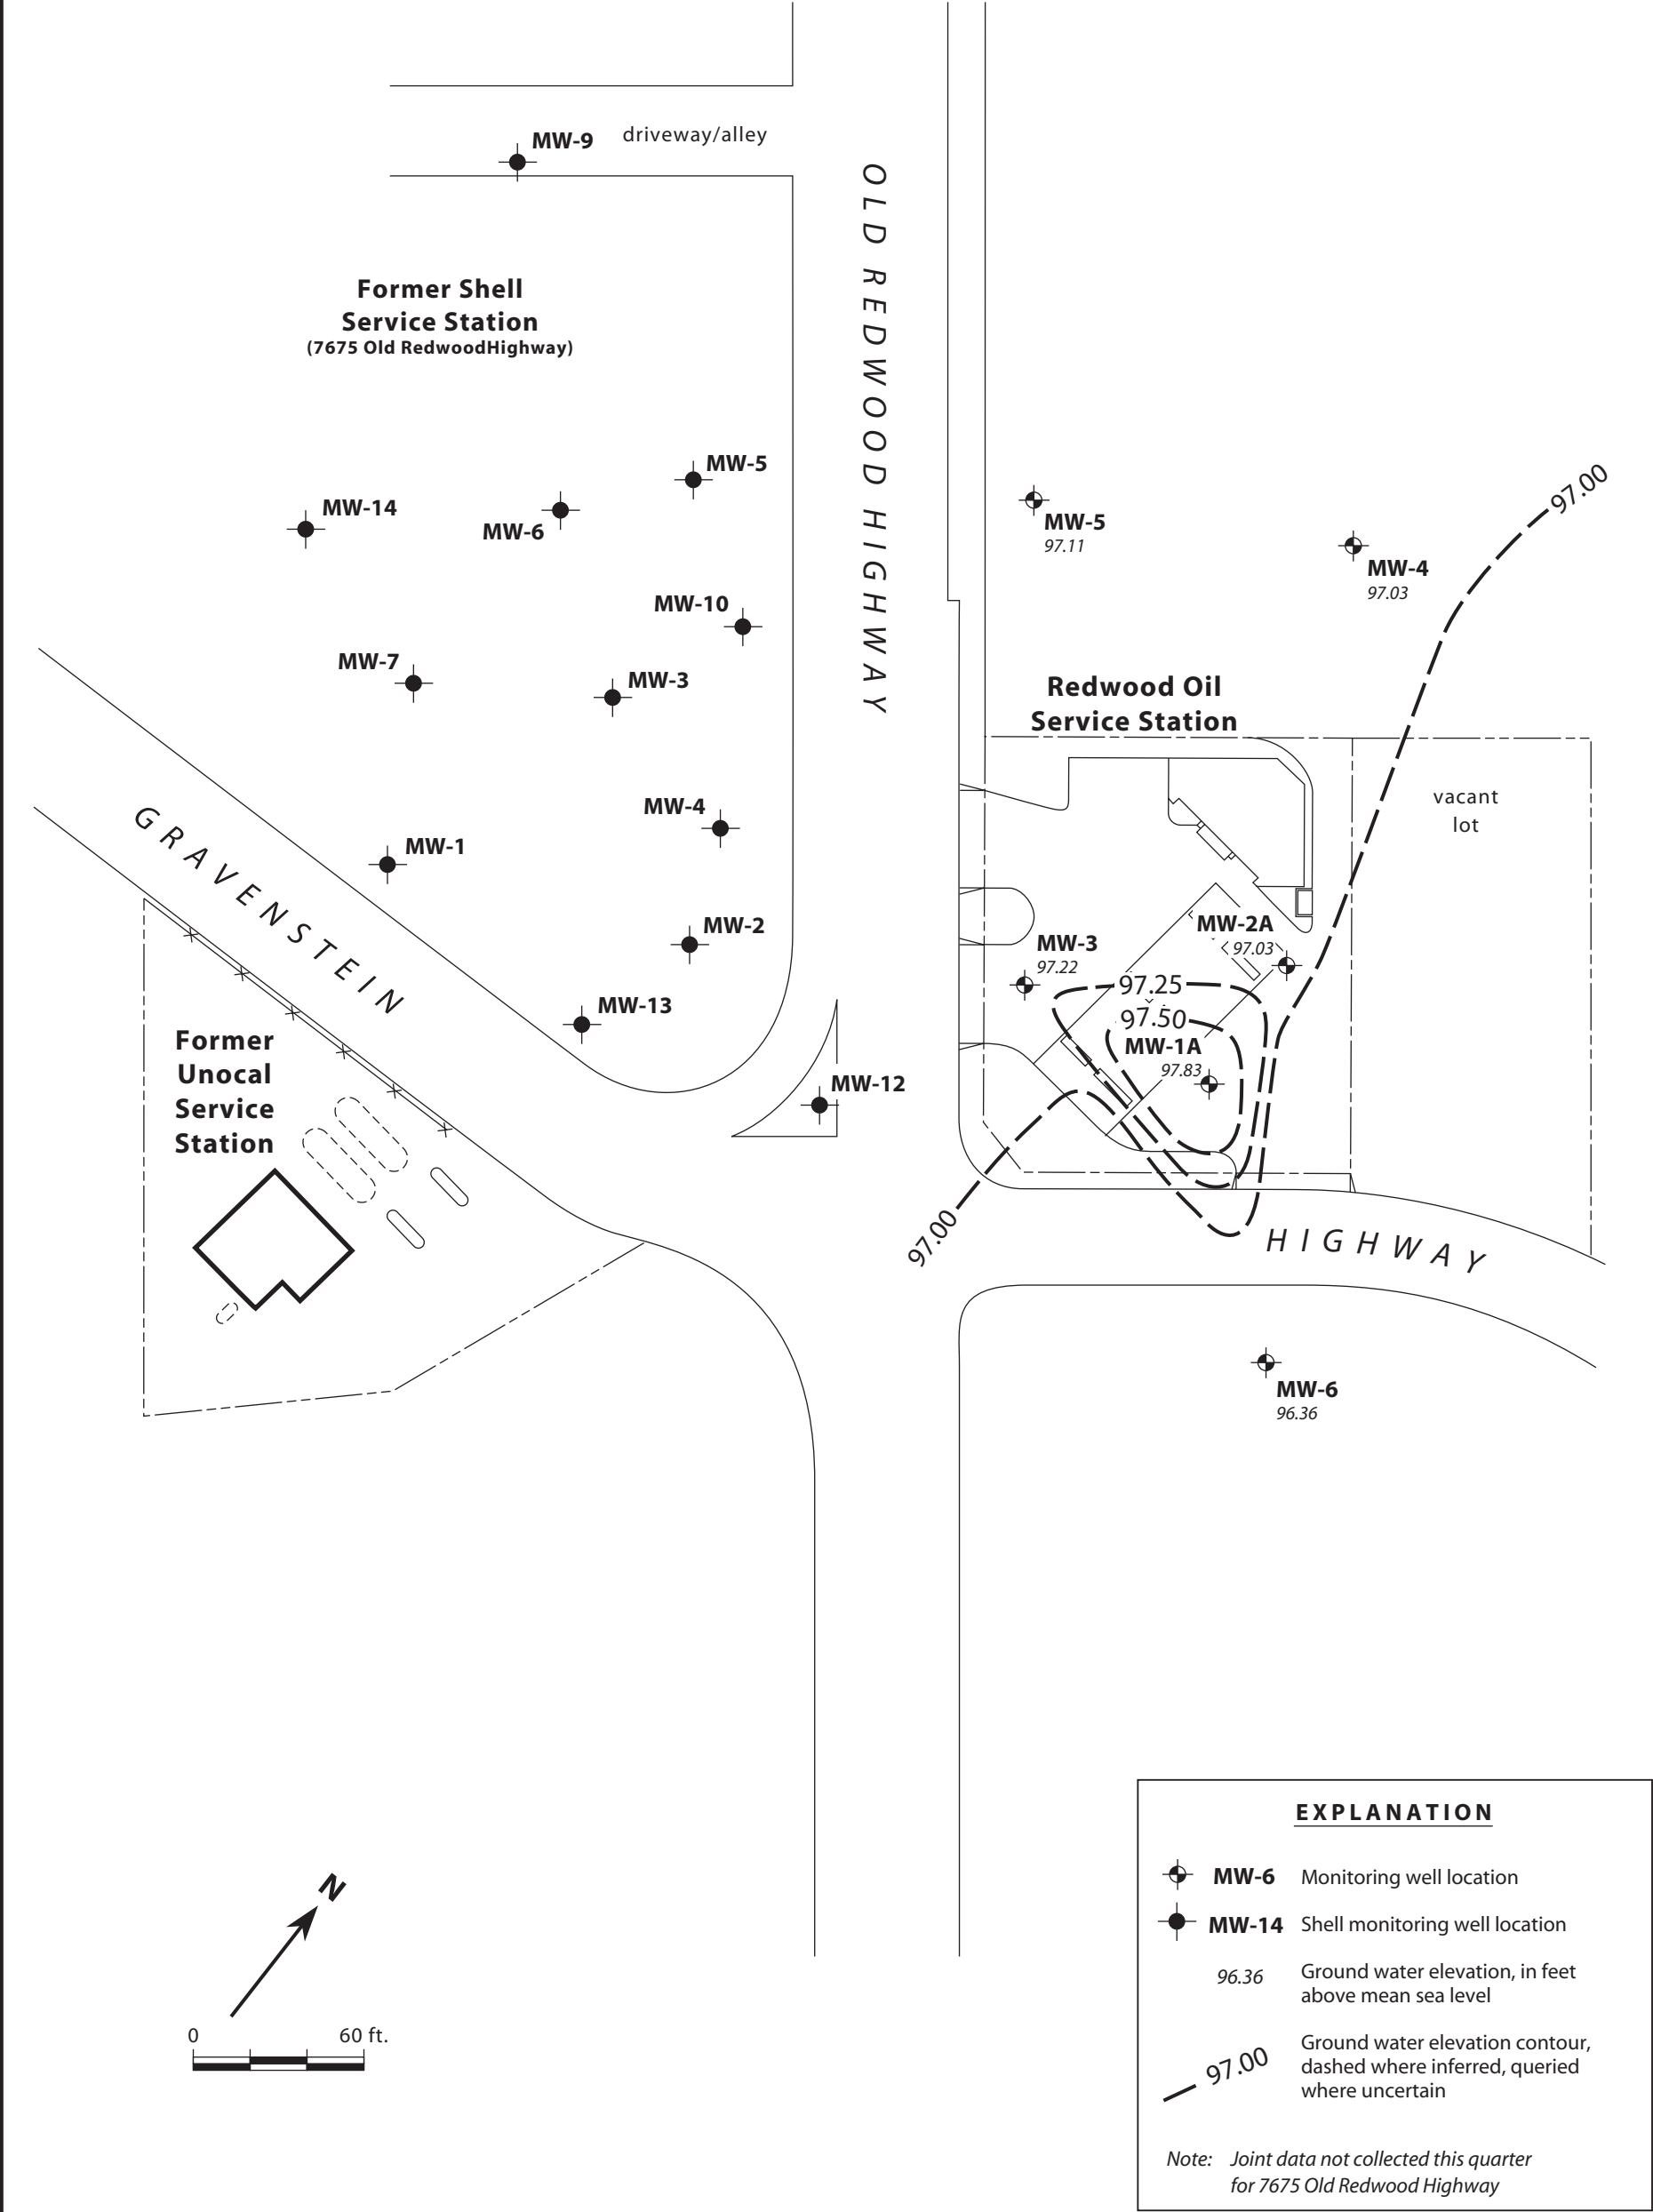 MW-9
driveway/alley
OLD REDWOOD HIGHWAY
Former Shell
Service Station
(7675 Old RedwoodHighway)
MW-5
MW-14
MW-6
MW-5
97.11
97.00
MW-4
97.03
MW-10
MW-7
MW-3
Redwood Oil
Service Station
vacant
lot
MW-4
GRAVENSTEIN
MW-1
MW-2
MW-2A
97.03
MW-3
97.22
97.25
97.50
MW-13
MW-1A
97.83
Former
Unocal
Service
Station
MW-12
97.00
HIGHWAY
MW-6
96.36
N
0 60 ft.
EXPLANATION
MW-6 Monitoring well location
MW-14 Shell monitoring well location
96.36 Ground water elevation, in feet
above mean sea level
97.00 Ground water elevation contour,
dashed where inferred, queried
where uncertain
Note: Joint data not collected this quarter
for 7675 Old Redwood Highway